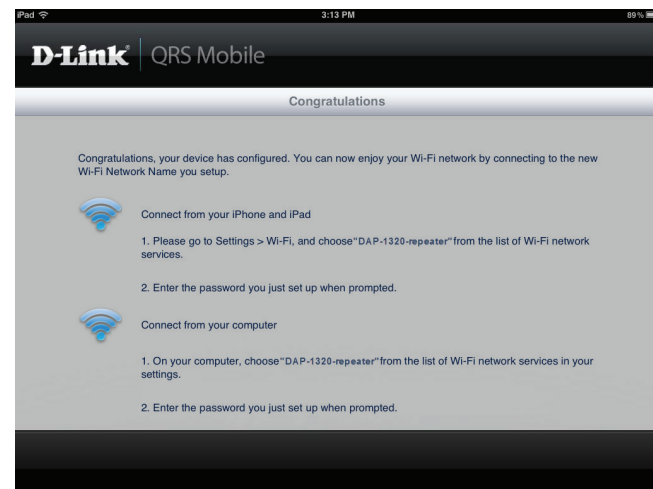 iPad 3:13 PM 89%
D-Link QRS Mobile
Congratulations
Congratulations, your device has configured. You can now enjoy your Wi-Fi network by connecting to the new
Wi-Fi Network Name you setup.
Connect from your iPhone and iPad
1. Please go to Settings > Wi-Fi, and choose"DAP-1320-repeater"from the list of Wi-Fi network
services.
2. Enter the password you just set up when prompted.
Connect from your computer
1. On your computer, choose"DAP-1320-repeater"from the list of Wi-Fi network services in your
settings.
2. Enter the password you just set up when prompted.